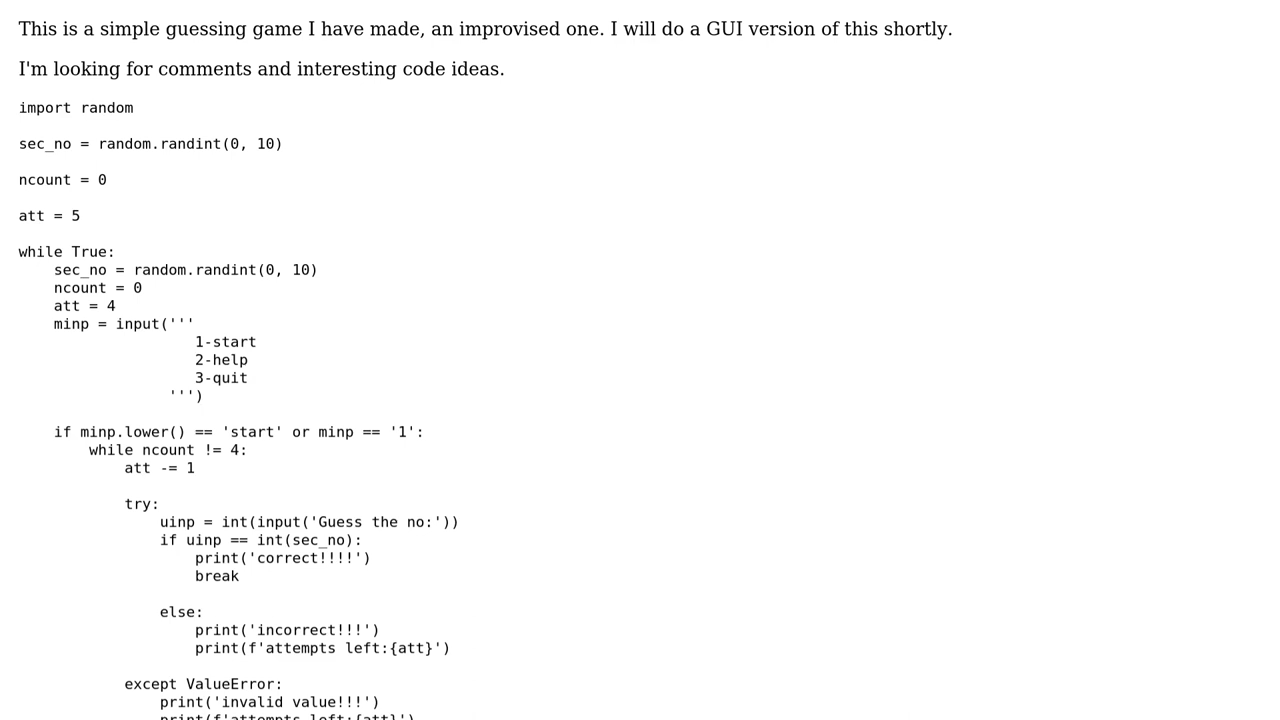 This is a simple guessing game I have made, an improvised one. I will do a GUI version of this shortly.
I'm looking for comments and interesting code ideas.
import random
sec_no = random.randint(0, 10)
ncount = 0
att = 5
while True:
    sec_no = random.randint(0, 10)
    ncount = 0
    att = 4
    minp = input('''
                    1-start
                    2-help
                    3-quit
                 ''')
    if minp.lower() == 'start' or minp == '1':
        while ncount != 4:
            att -= 1
            try:
                uinp = int(input('Guess the no:'))
                if uinp == int(sec_no):
                    print('correct!!!!')
                    break
                else:
                    print('incorrect!!!')
                    print(f'attempts left:{att}')
            except ValueError:
                print('invalid value!!!')
                print(f'attempts left:{att}')